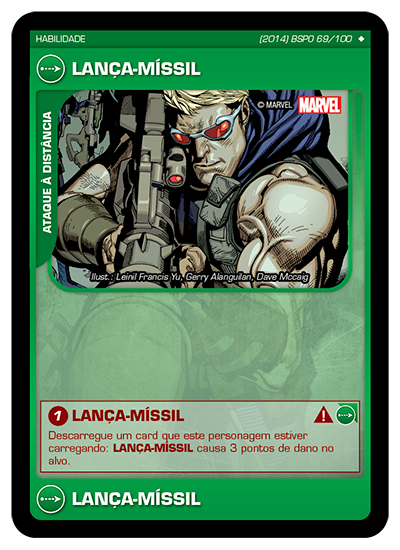 HABILIDADE
(2014) BSP0 69/100
LANÇA-MÍSSIL
ATAQUE À DISTÂNCIA
© MARVEL MARVEL
Ilust.: Leinil Francis Yu, Gerry Alanguilan, Dave Mccaig
1 LANÇA-MÍSSIL
Descarregue um card que este personagem estiver
carregando: LANÇA-MÍSSIL causa 3 pontos de dano no
alvo.
LANÇA-MÍSSIL